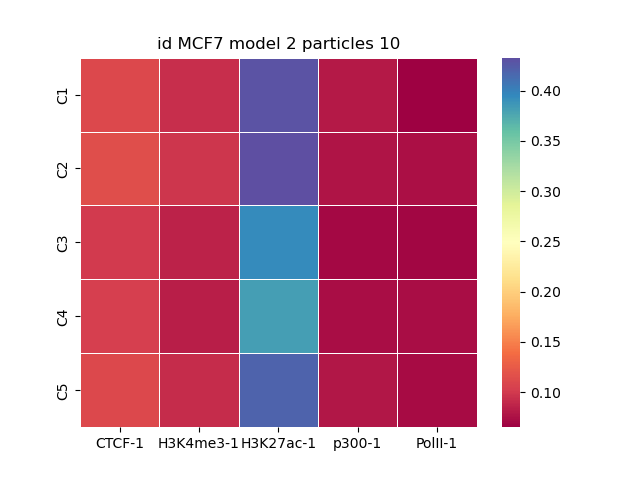 id MCF7 model 2 particles 10
C1
C2
C3
C4
C5
CTCF-1 H3K4me3-1 H3K27ac-1 p300-1 PolII-1
0.40
0.35
0.30
0.25
0.20
0.15
0.10